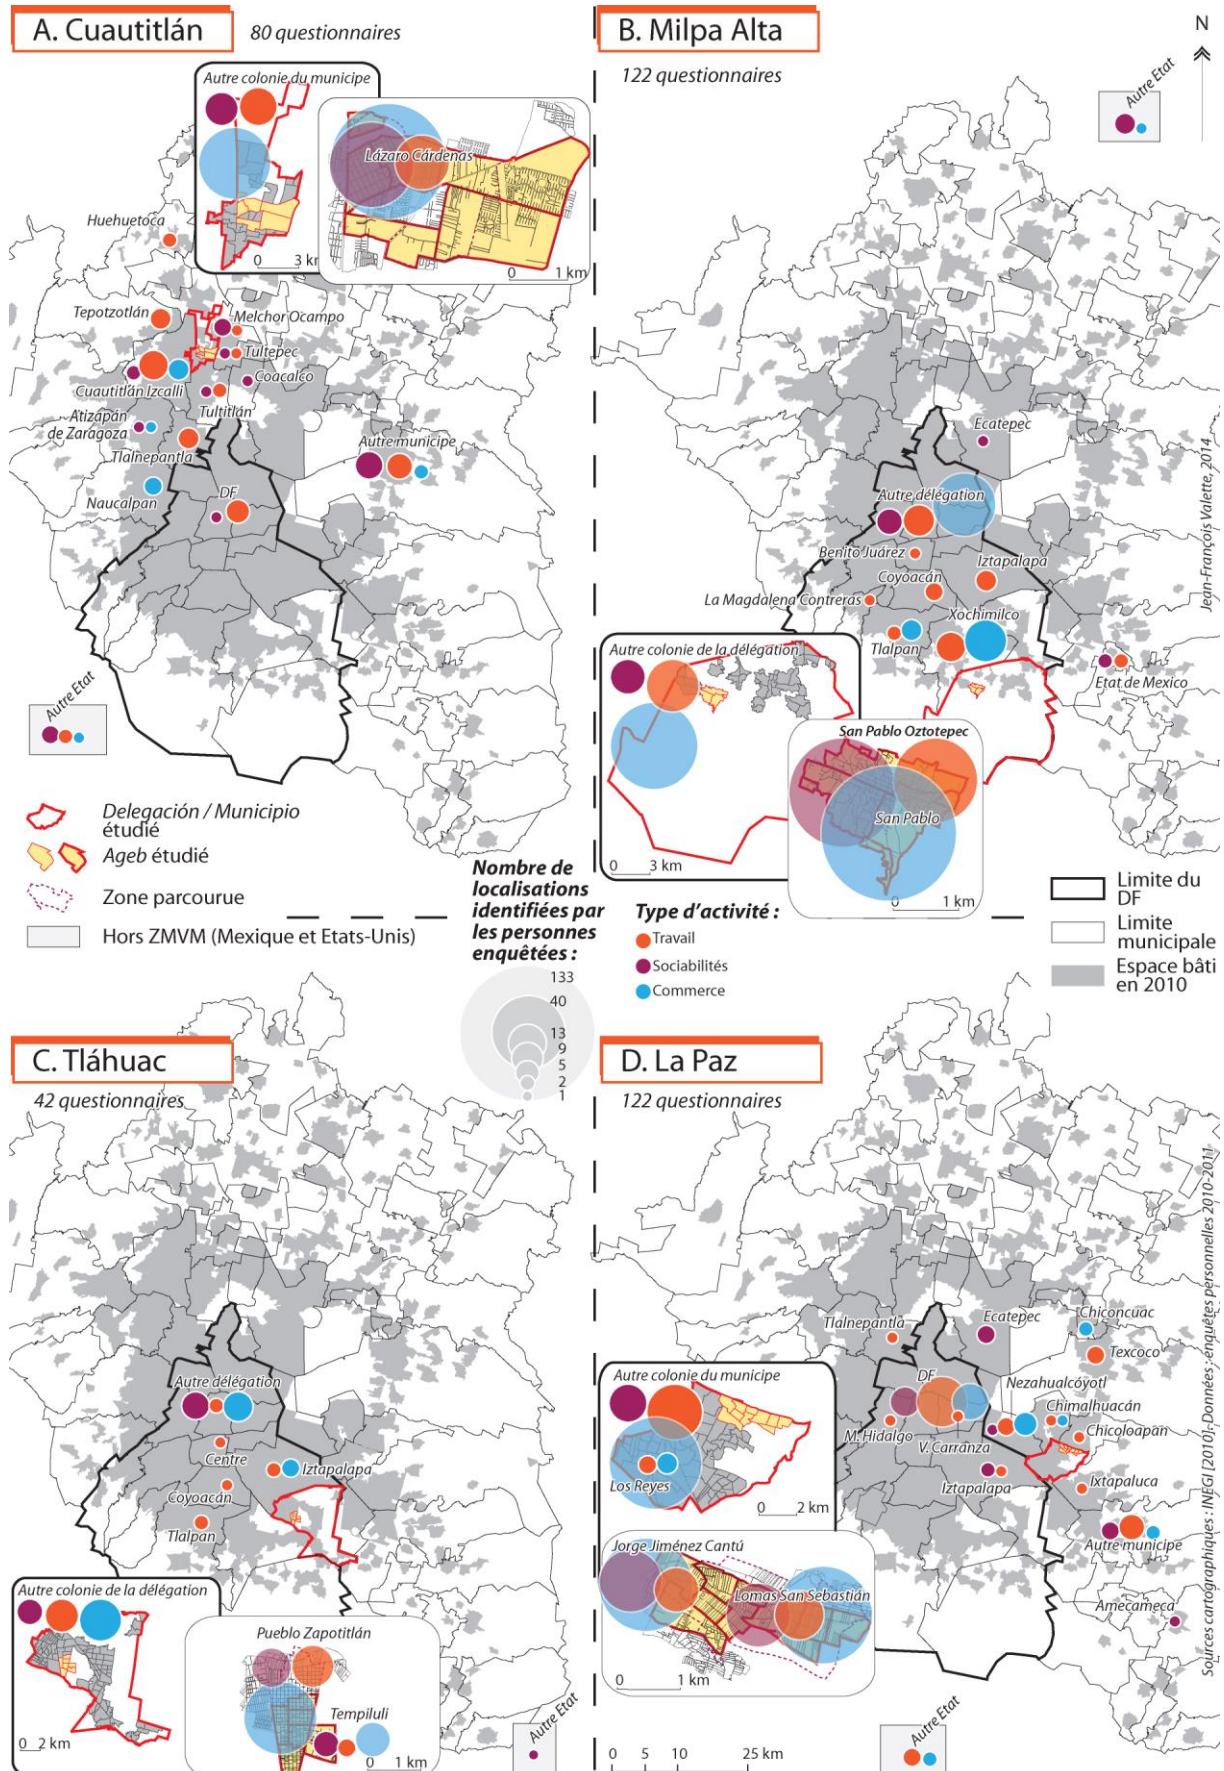 A. Cuautitlán
80 questionnaires
Autre colonie du municipe
0 3 km
Lázaro Cárdenas
0 1 km
Huehuetoca
Tepotzotlán
Melchor Ocampo
Tultepec
Cuautitlán Izcalli
Coacalco
Tultitlán
Atizapán
de Zaragoza
Tlalnepantla
Autre municipe
Naucalpan
DF
Autre Etat
Delegación / Municipio
étudié
Ageb étudié
Zone parcourue
Hors ZMVM (Mexique et Etats-Unis)
B. Milpa Alta
122 questionnaires
N
Autre Etat
Ecatepec
Autre délégation
Benito Juárez
Iztapalapa
Coyoacán
La Magdalena Contreras
Xochimilco
Tlalpan
Etat de Mexico
Autre colonie de la délégation
0 3 km
San Pablo Oztotepec
San Pablo
0 1 km
Jean-François Valette, 2014
Nombre de
localisations
identifiées par
les personnes
enquêtées :
133
40
13
9
5
2
1
Type d'activité :
Travail
Sociabilités
Commerce
Limite du
DF
Limite
municipale
Espace bâti
en 2010
C. Tláhuac
42 questionnaires
Autre délégation
Centre
Iztapalapa
Coyoacán
Tlalpan
Autre colonie de la délégation
0 2 km
Pueblo Zapotitlán
Tempiluli
0 1 km
Autre Etat
D. La Paz
122 questionnaires
Tlalnepantla
Ecatepec
Chiconcuac
Texcoco
DF
Nezahualcóyotl
Chimalhuacán
M. Hidalgo
V. Carranza
Chicoloapan
Iztapalapa
Ixtapaluca
Autre municipe
Amecameca
Autre colonie du municipe
Los Reyes
0 2 km
Jorge Jiménez Cantú
Lomas San Sebastián
0 1 km
Autre Etat
0 5 10 25 km
Sources cartographiques : INEGI [2010]; Données : enquêtes personnelles 2010-2011